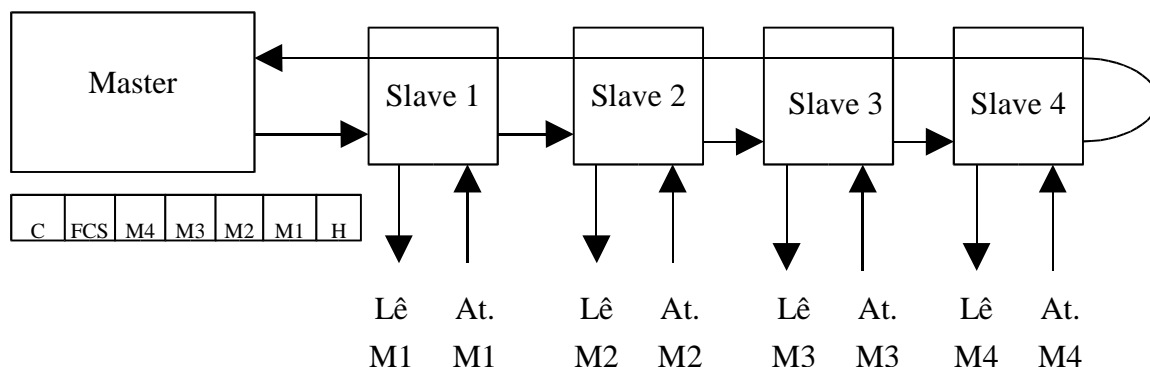 Master
Slave 1
Slave 2
Slave 3
Slave 4
C FCS M4 M3 M2 M1 H
Lê At. Lê At. Lê At. Lê At.
M1 M1 M2 M2 M3 M3 M4 M4